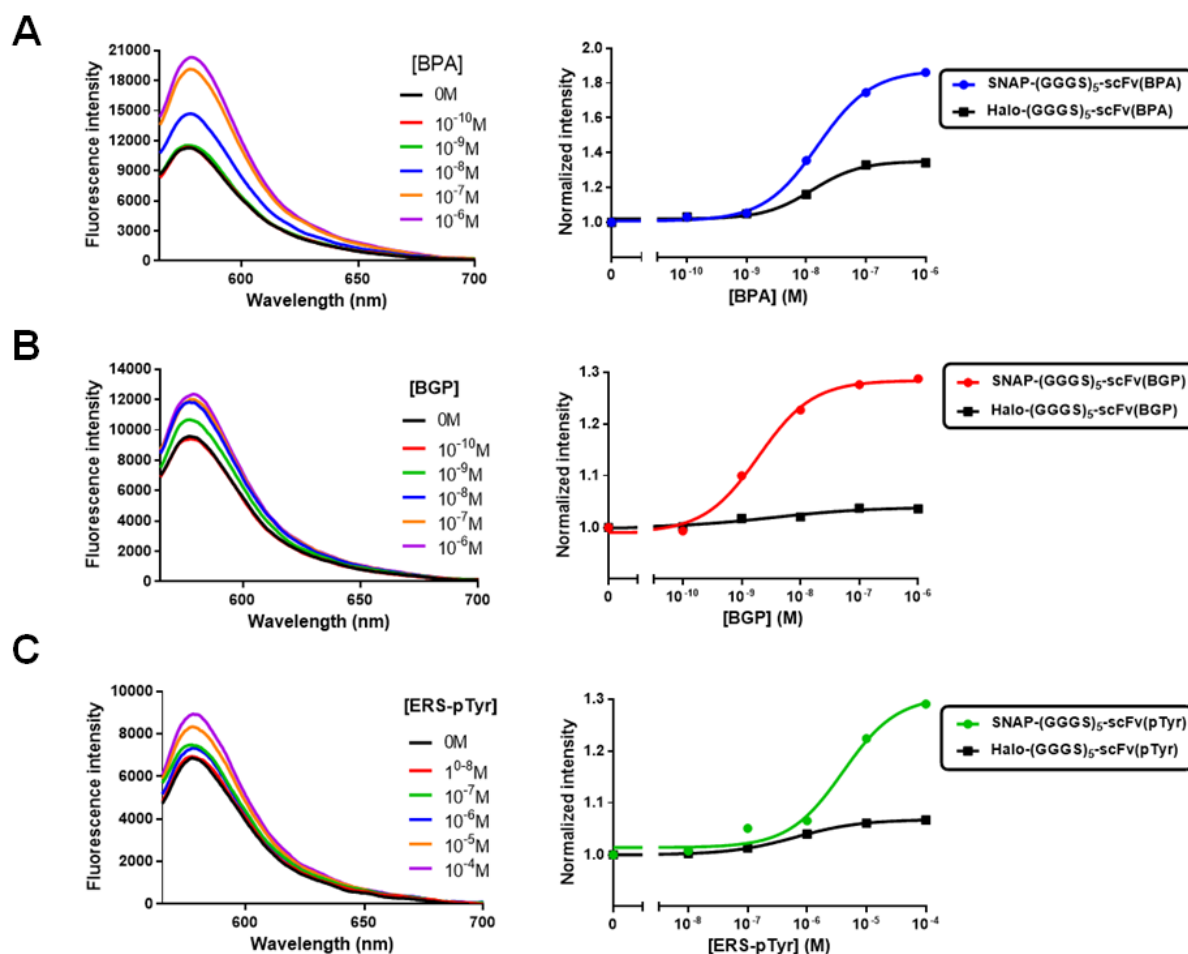 A
Fluorescence intensity
21000
18000
15000
12000
9000
6000
3000
0
600
650
700
Wavelength (nm)
[BPA]
0M
10⁻¹⁰M
10⁻⁹M
10⁻⁸M
10⁻⁷M
10⁻⁶M
Normalized intensity
2.0
1.8
1.6
1.4
1.2
1.0
0.8
0
10⁻¹⁰
10⁻⁹
10⁻⁸
10⁻⁷
10⁻⁶
[BPA] (M)
SNAP-(GGGS)₅-scFv(BPA)
Halo-(GGGS)₅-scFv(BPA)
B
Fluorescence intensity
14000
12000
10000
8000
6000
4000
2000
0
600
650
700
Wavelength (nm)
[BGP]
0M
10⁻¹⁰M
10⁻⁹M
10⁻⁸M
10⁻⁷M
10⁻⁶M
Normalized intensity
1.3
1.2
1.1
1.0
0
10⁻¹⁰
10⁻⁹
10⁻⁸
10⁻⁷
10⁻⁶
[BGP] (M)
SNAP-(GGGS)₅-scFv(BGP)
Halo-(GGGS)₅-scFv(BGP)
C
Fluorescence intensity
10000
8000
6000
4000
2000
0
600
650
700
Wavelength (nm)
[ERS-pTyr]
0M
1⁰⁻⁸M
10⁻⁷M
10⁻⁶M
10⁻⁵M
10⁻⁴M
Normalized intensity
1.3
1.2
1.1
1.0
0
10⁻⁸
10⁻⁷
10⁻⁶
10⁻⁵
10⁻⁴
[ERS-pTyr] (M)
SNAP-(GGGS)₅-scFv(pTyr)
Halo-(GGGS)₅-scFv(pTyr)